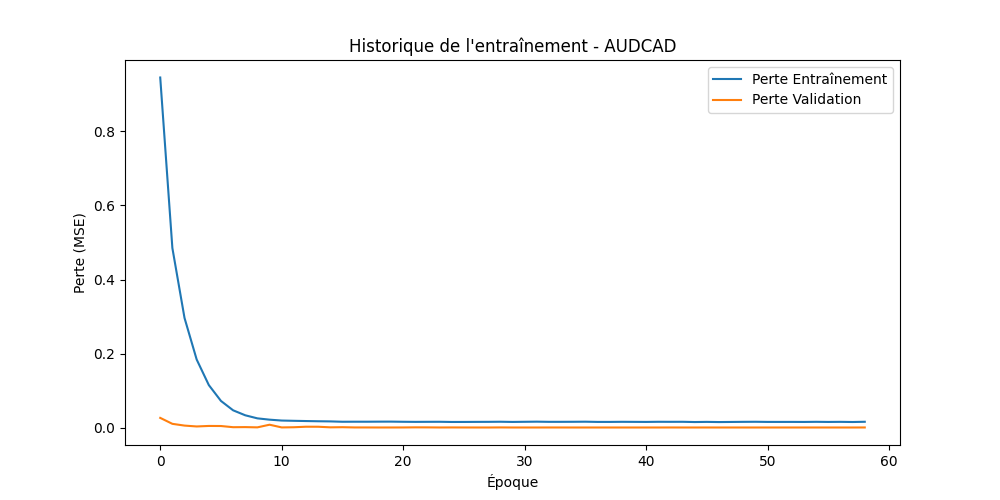 Historique de l'entraînement - AUDCAD
Perte Entraînement
Perte Validation
Perte (MSE)
0.8
0.6
0.4
0.2
0.0
0 10 20 30 40 50 60
Époque